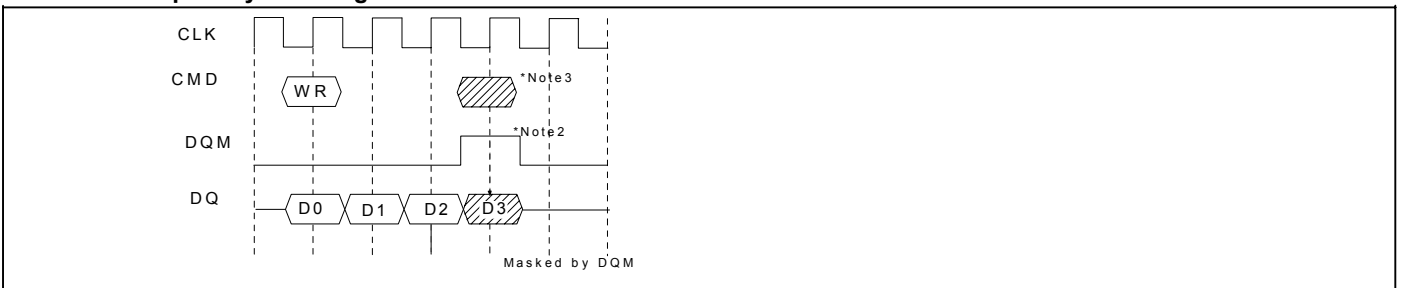 CLK
CMD WR *Note3
DQM *Note2
DQ D0 D1 D2 D3
Masked by DQM